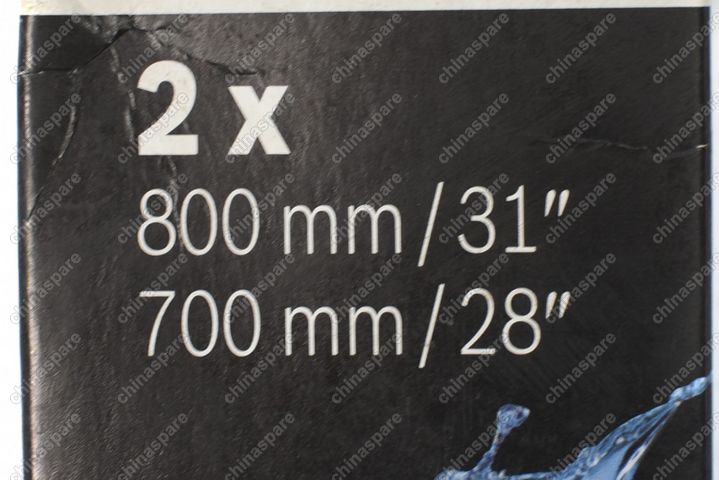 2 x
800 mm / 31"
700 mm / 28"
chinaspare